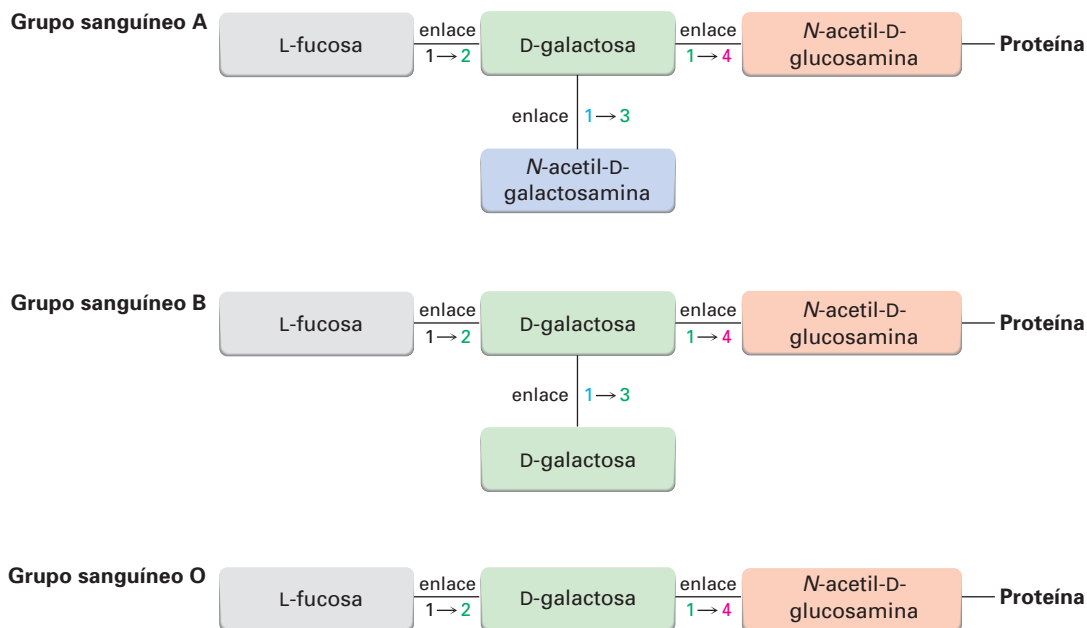 Grupo sanguíneo A
L-fucosa
enlace
1→2
D-galactosa
enlace
1→4
N-acetil-D-
glucosamina
Proteína
enlace 1→3
N-acetil-D-
galactosamina
Grupo sanguíneo B
L-fucosa
enlace
1→2
D-galactosa
enlace
1→4
N-acetil-D-
glucosamina
Proteína
enlace 1→3
D-galactosa
Grupo sanguíneo O
L-fucosa
enlace
1→2
D-galactosa
enlace
1→4
N-acetil-D-
glucosamina
Proteína